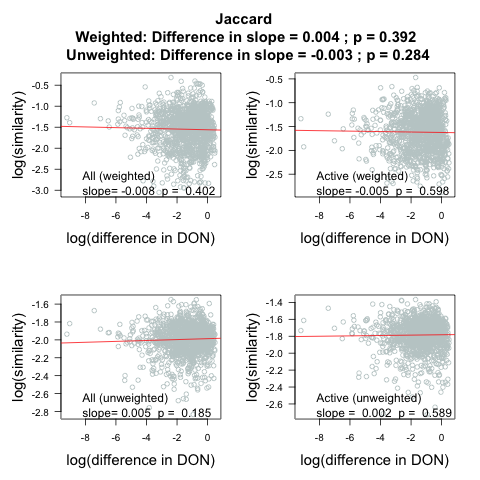 Jaccard
Weighted: Difference in slope = 0.004 ; p = 0.392
Unweighted: Difference in slope = -0.003 ; p = 0.284
log(similarity)
-0.5
-1.0
-1.5
-2.0
-2.5
-3.0
All (weighted)
slope= -0.008  p =  0.402
-8 -6 -4 -2 0
log(difference in DON)
log(similarity)
-0.5
-1.0
-1.5
-2.0
-2.5
Active (weighted)
slope= -0.005  p =  0.598
-8 -6 -4 -2 0
log(difference in DON)
log(similarity)
-1.6
-1.8
-2.0
-2.2
-2.4
-2.6
-2.8
All (unweighted)
slope= 0.005  p =  0.185
-8 -6 -4 -2 0
log(difference in DON)
log(similarity)
-1.4
-1.6
-1.8
-2.0
-2.2
-2.4
-2.6
Active (unweighted)
slope=  0.002  p =  0.589
-8 -6 -4 -2 0
log(difference in DON)